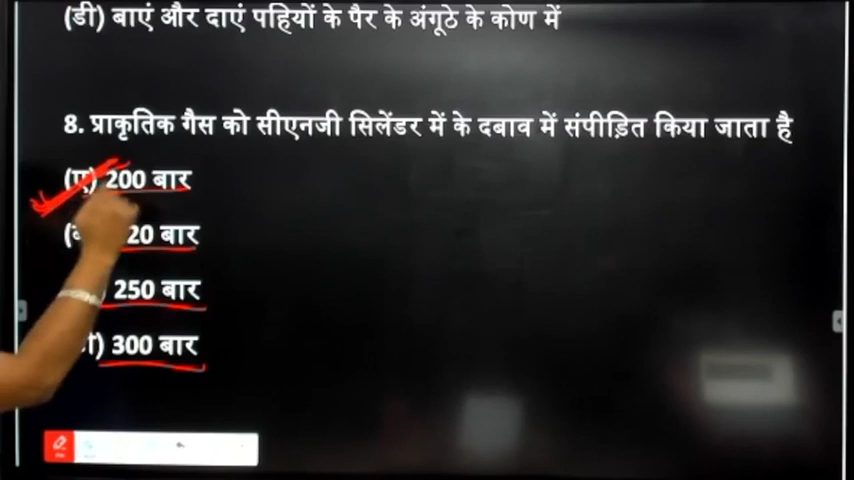 (डी) बाएं और दाएं पहियों के पैर के अंगूठे के कोण में
8. प्राकृतिक गैस को सीएनजी सिलेंडर में के दबाव में संपीड़ित किया जाता है
(ए) 200 बार
20 बार
250 बार
300 बार